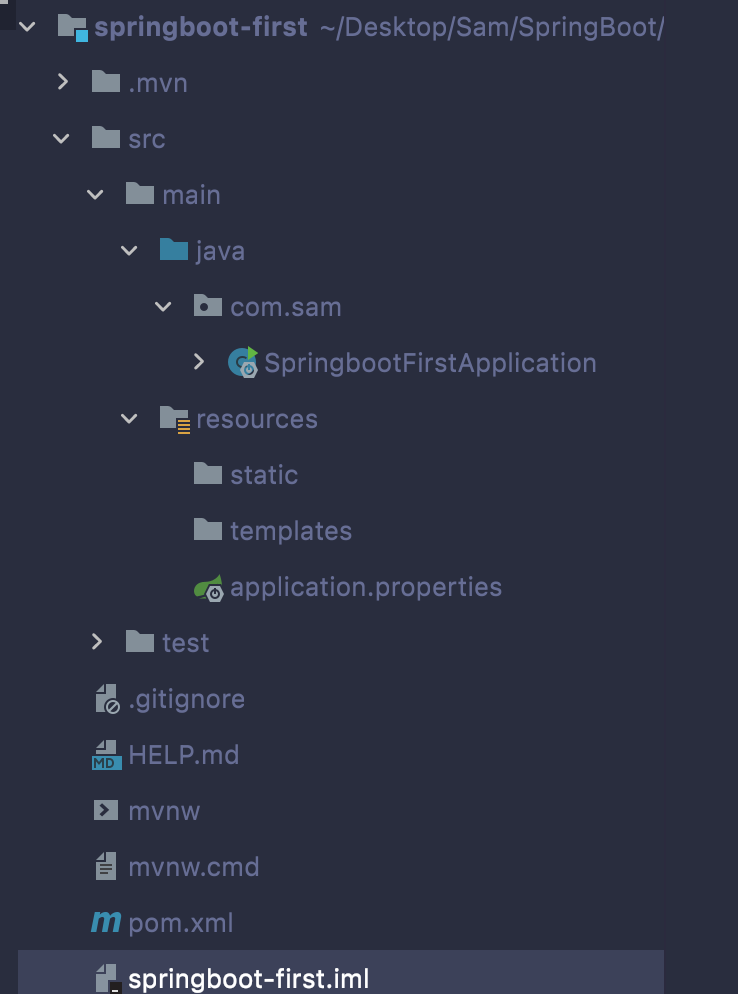 springboot-first ~/Desktop/Sam/SpringBoot/
.mvn
src
main
java
com.sam
SpringbootFirstApplication
resources
static
templates
application.properties
test
.gitignore
MD HELP.md
mvnw
mvnw.cmd
m pom.xml
springboot-first.iml